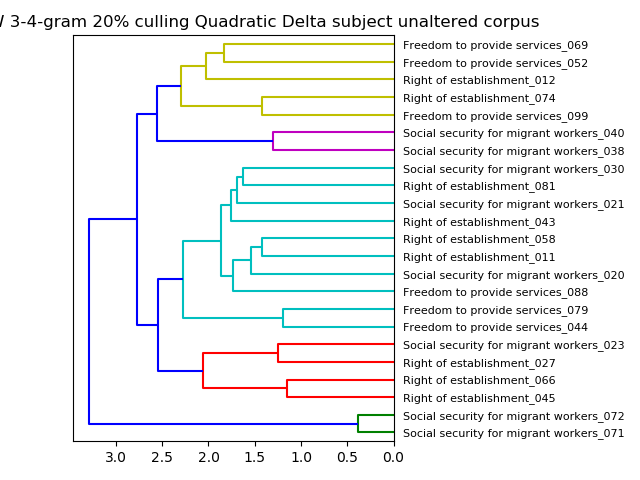 3-4-gram 20% culling Quadratic Delta subject unaltered corpus
Freedom to provide services_069
Freedom to provide services_052
Right of establishment_012
Right of establishment_074
Freedom to provide services_099
Social security for migrant workers_040
Social security for migrant workers_038
Social security for migrant workers_030
Right of establishment_081
Social security for migrant workers_021
Right of establishment_043
Right of establishment_058
Right of establishment_011
Social security for migrant workers_020
Freedom to provide services_088
Freedom to provide services_079
Freedom to provide services_044
Social security for migrant workers_023
Right of establishment_027
Right of establishment_066
Right of establishment_045
Social security for migrant workers_072
Social security for migrant workers_071
3.0 2.5 2.0 1.5 1.0 0.5 0.0